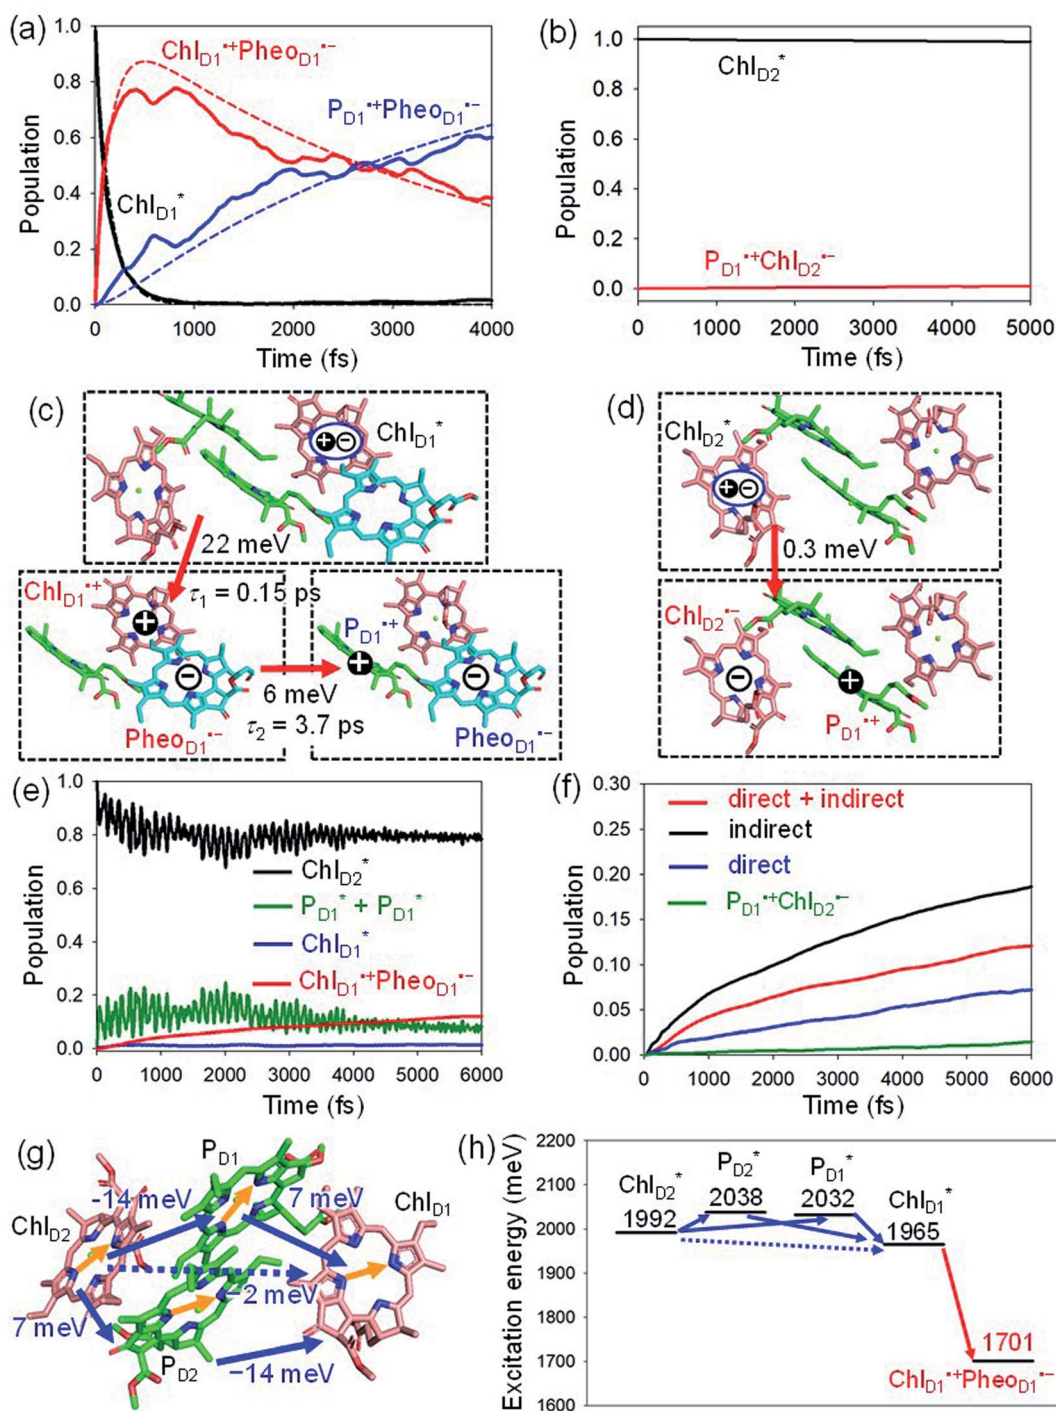 (a)
Population
1.0
0.8
0.6
0.4
0.2
0.0
Chl_D1^•+Pheo_D1^•−
P_D1^•+Pheo_D1^•−
Chl_D1^*
0 1000 2000 3000 4000
Time (fs)
(b)
Population
1.0
0.8
0.6
0.4
0.2
0.0
Chl_D2^*
P_D1^•+Chl_D2^•−
0 1000 2000 3000 4000 5000
Time (fs)
(c)
Chl_D1^*
+ −
22 meV
Chl_D1^•+
τ1 = 0.15 ps
+
−
Pheo_D1^•−
6 meV
τ2 = 3.7 ps
P_D1^•+
+
−
Pheo_D1^•−
(d)
Chl_D2^*
+ −
0.3 meV
Chl_D2^•−
−
+
P_D1^•+
(e)
Population
1.0
0.8
0.6
0.4
0.2
0.0
Chl_D2^*
P_D1^* + P_D1^*
Chl_D1^*
Chl_D1^•+Pheo_D1^•−
0 1000 2000 3000 4000 5000 6000
Time (fs)
(f)
Population
0.30
0.25
0.20
0.15
0.10
0.05
0.00
direct + indirect
indirect
direct
P_D1^•+Chl_D2^•−
0 1000 2000 3000 4000 5000 6000
Time (fs)
(g)
P_D1
-14 meV
7 meV
Chl_D1
Chl_D2
−2 meV
7 meV
P_D2
−14 meV
(h)
Excitation energy (meV)
2200
2100
2000
1900
1800
1700
1600
Chl_D2^*
1992
P_D2^*
2038
P_D1^*
2032
Chl_D1^*
1965
1701
Chl_D1^•+Pheo_D1^•−